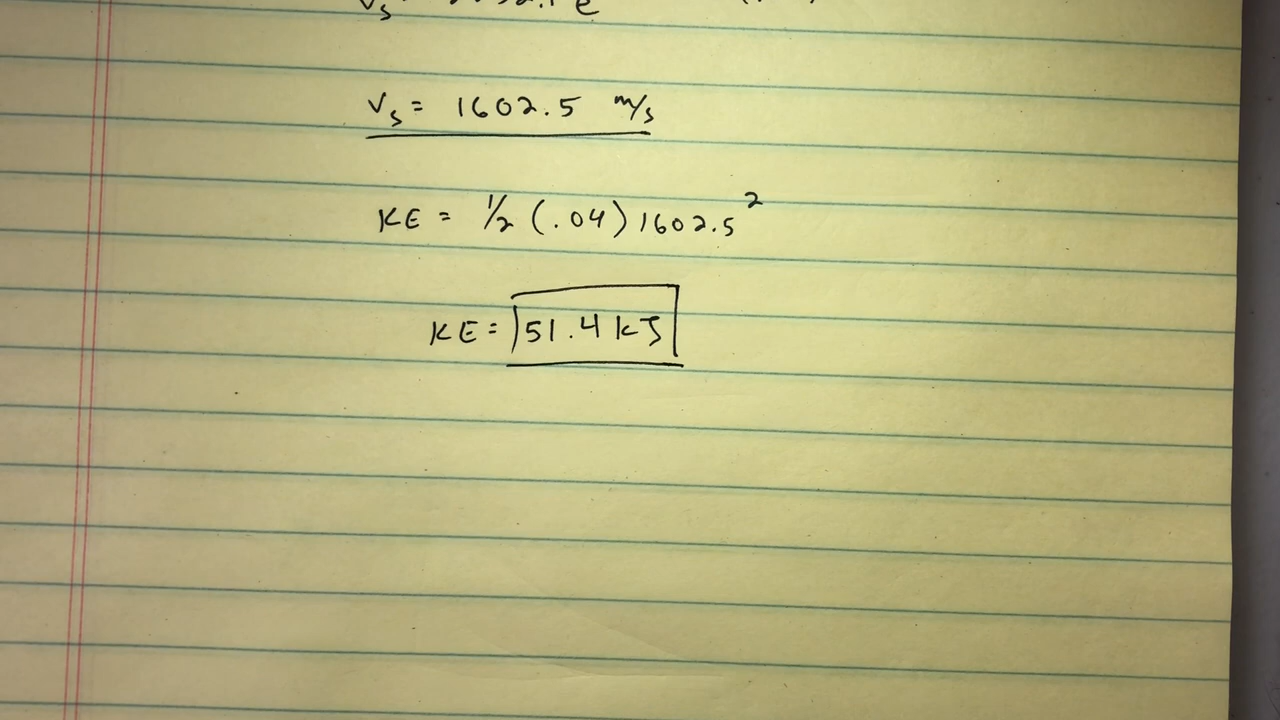 Vs = 1602.5 m/s
KE = 1/2 (.04) 1602.5²
KE = 51.4 kJ